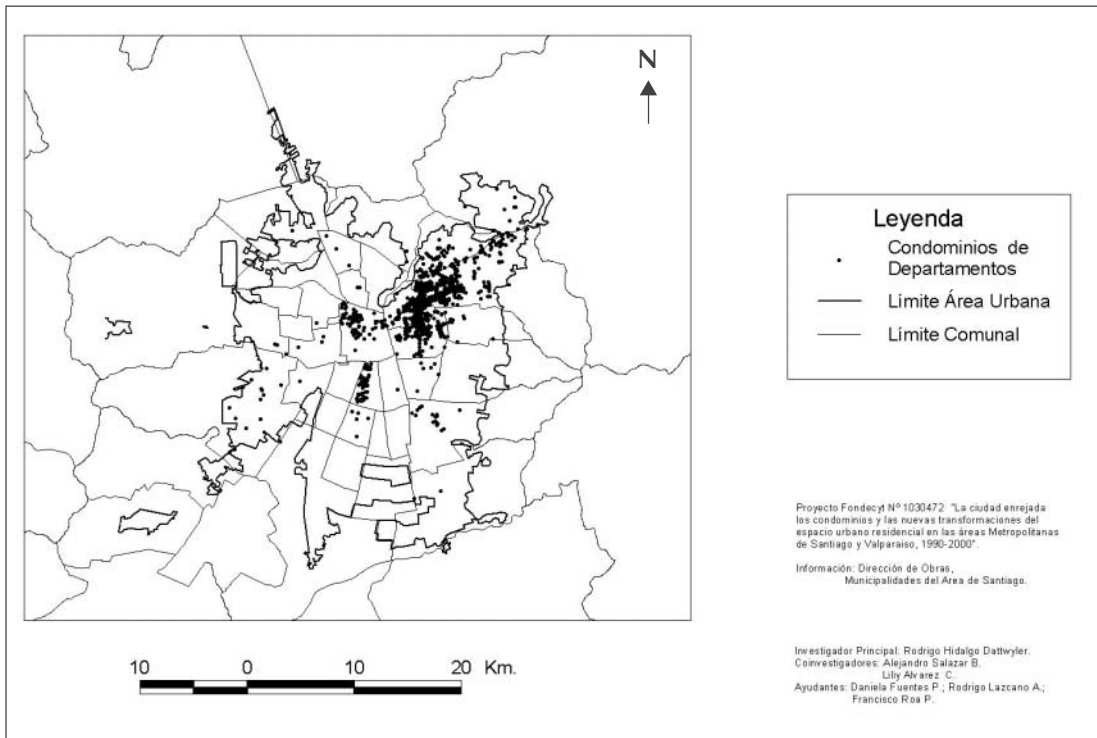 N
Leyenda
Condominios de
Departamentos
Límite Área Urbana
Límite Comunal
Proyecto Fondecyt Nº 1030472 "La ciudad enrejada
los condominios y las nuevas transformaciones del
espacio urbano residencial en las áreas Metropolitanas
de Santiago y Valparaiso, 1990-2000".
Información: Dirección de Obras,
Municipalidades del Area de Santiago.
10 0 10 20 Km.
Investigador Principal: Rodrigo Hidalgo Dattwyler.
Coinvestigadores: Alejandro Salazar B.
Liliy Alvarez C.
Ayudantes: Daniela Fuentes P.; Rodrigo Lazcano A.;
Francisco Roa P.